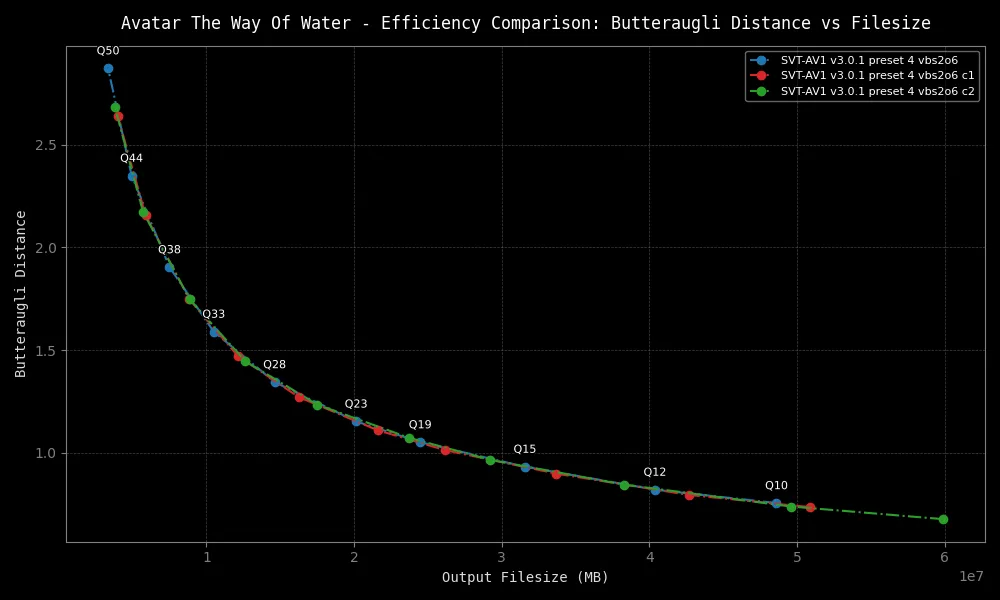 Avatar The Way Of Water - Efficiency Comparison: Butteraugli Distance vs Filesize
SVT-AV1 v3.0.1 preset 4 vbs2o6
SVT-AV1 v3.0.1 preset 4 vbs2o6 c1
SVT-AV1 v3.0.1 preset 4 vbs2o6 c2
Q50
Q44
Q38
Q33
Q28
Q23
Q19
Q15
Q12
Q10
2.5
2.0
1.5
1.0
Butteraugli Distance
1
2
3
4
5
6
1e7
Output Filesize (MB)